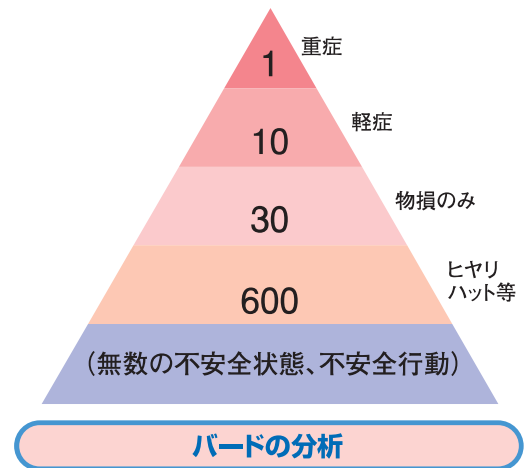 1
重症
10
軽症
30
物損のみ
600
ヒヤリ
ハット等
（無数の不安全状態、不安全行動）
バードの分析